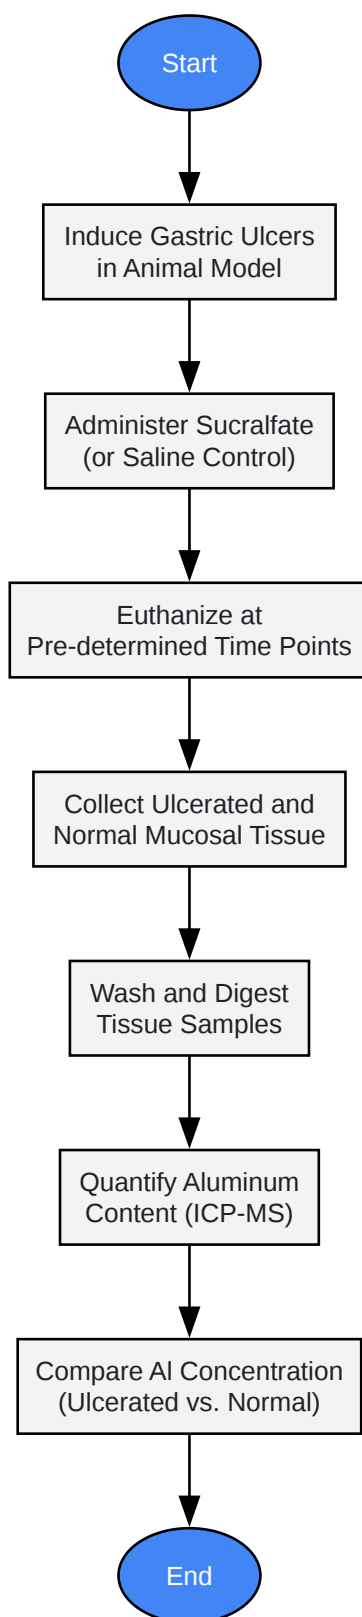 Start
Induce Gastric Ulcers
in Animal Model
Administer Sucralfate
(or Saline Control)
Euthanize at
Pre-determined Time Points
Collect Ulcerated and
Normal Mucosal Tissue
Wash and Digest
Tissue Samples
Quantify Aluminum
Content (ICP-MS)
Compare Al Concentration
(Ulcerated vs. Normal)
End